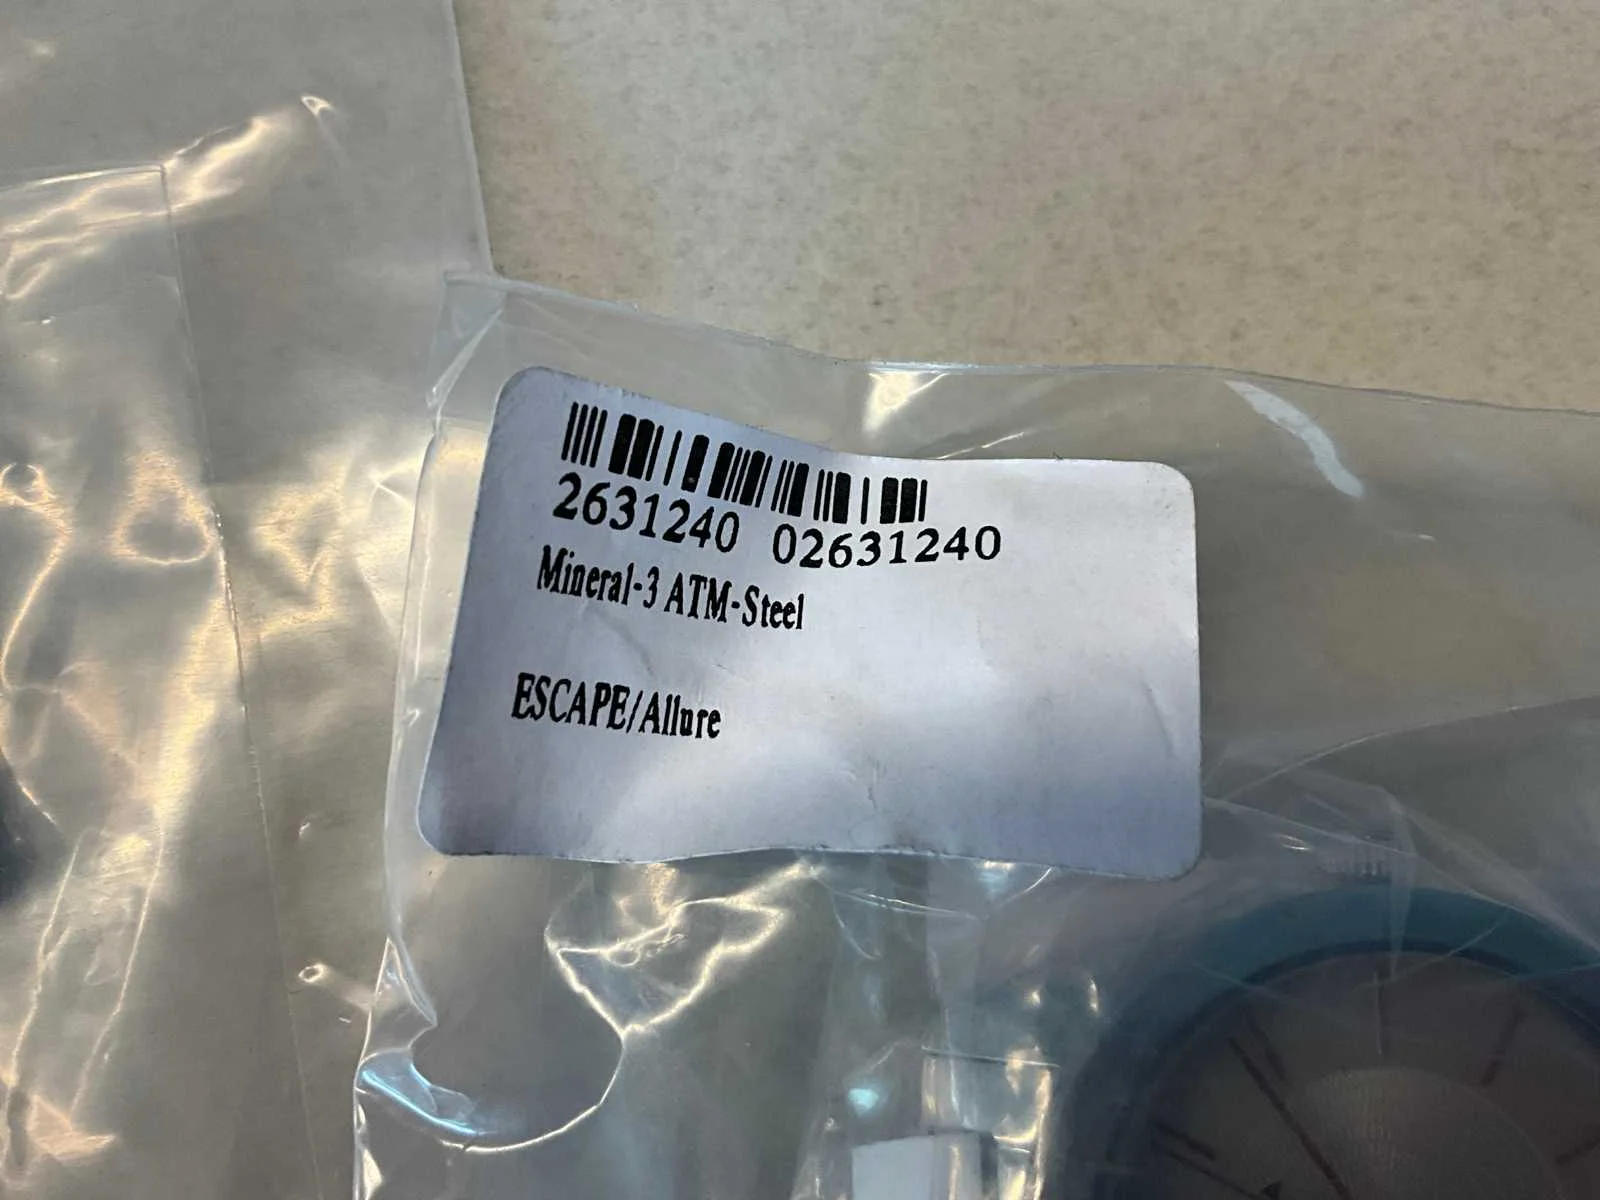 2631240 02631240
Mineral-3 ATM-Steel
ESCAPE/Allure